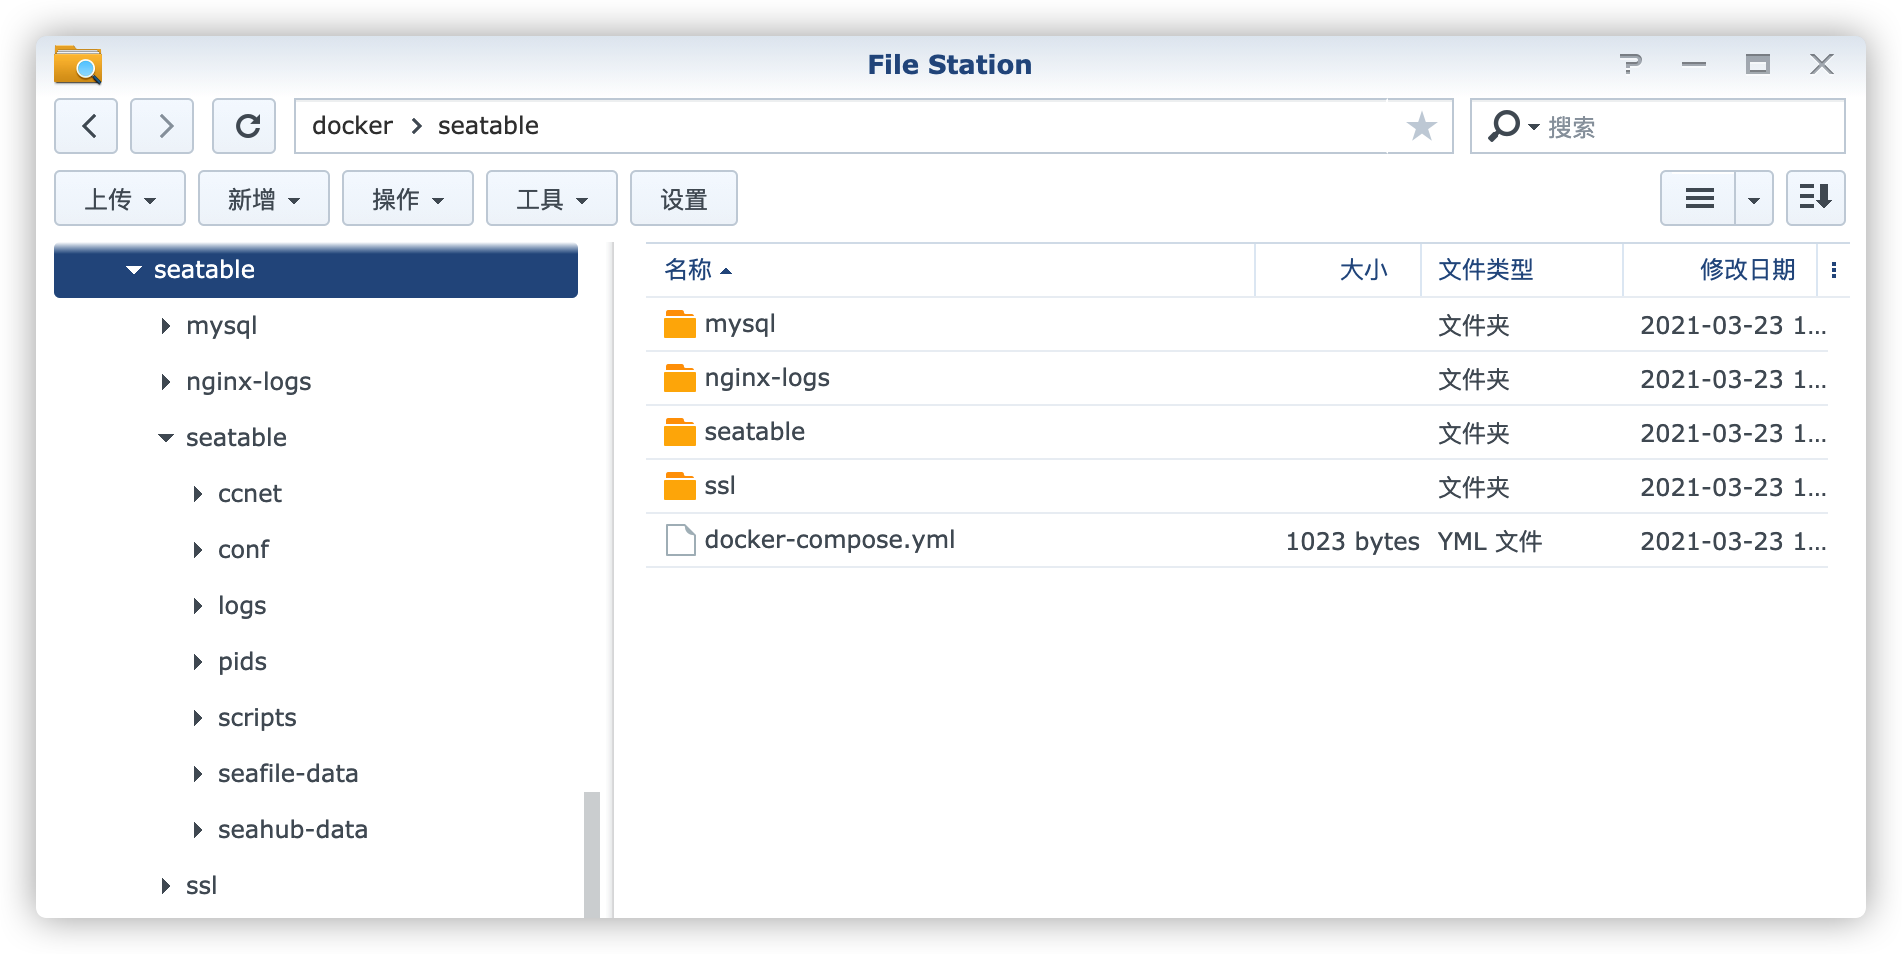 File Station
docker > seatable
搜索
上传 新增 操作 工具 设置
seatable
mysql
nginx-logs
seatable
ccnet
conf
logs
pids
scripts
seafile-data
seahub-data
ssl
名称 大小 文件类型 修改日期
mysql 文件夹 2021-03-23 1...
nginx-logs 文件夹 2021-03-23 1...
seatable 文件夹 2021-03-23 1...
ssl 文件夹 2021-03-23 1...
docker-compose.yml 1023 bytes YML 文件 2021-03-23 1...